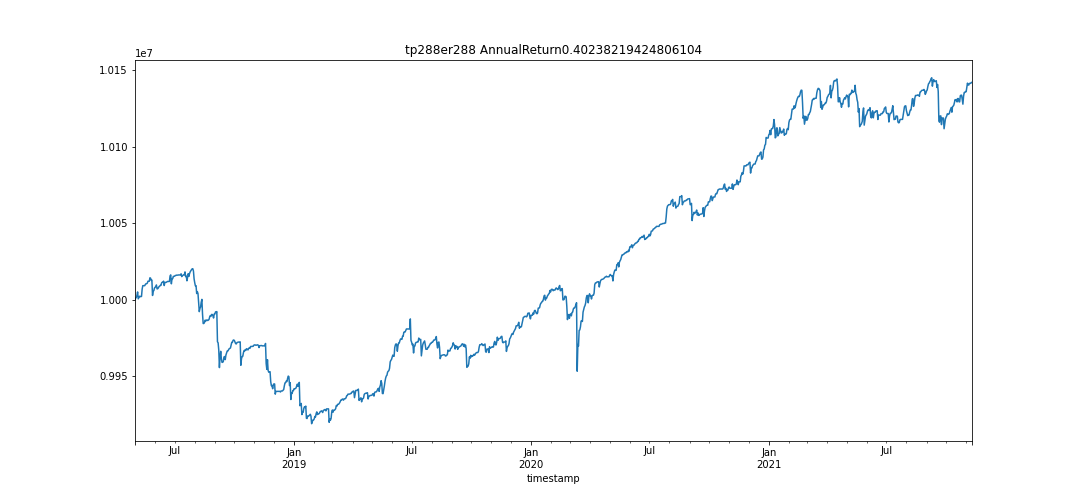 tp288er288 AnnualReturn0.40238219424806104
1e7
1.015
1.010
1.005
1.000
0.995
Jul Jan Jul Jan Jul Jan Jul
2019 2020 2021
timestamp